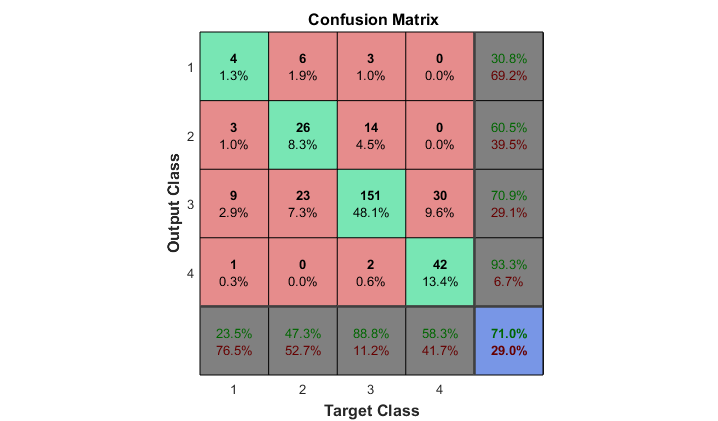 Confusion Matrix
4 6 3 0 30.8%
1
1.3% 1.9% 1.0% 0.0% 69.2%
3 26 14 0 60.5%
2
1.0% 8.3% 4.5% 0.0% 39.5%
9 23 151 30 70.9%
3
2.9% 7.3% 48.1% 9.6% 29.1%
1 0 2 42 93.3%
4
0.3% 0.0% 0.6% 13.4% 6.7%
23.5% 47.3% 88.8% 58.3% 71.0%
76.5% 52.7% 11.2% 41.7% 29.0%
1 2 3 4
Target Class
Output Class